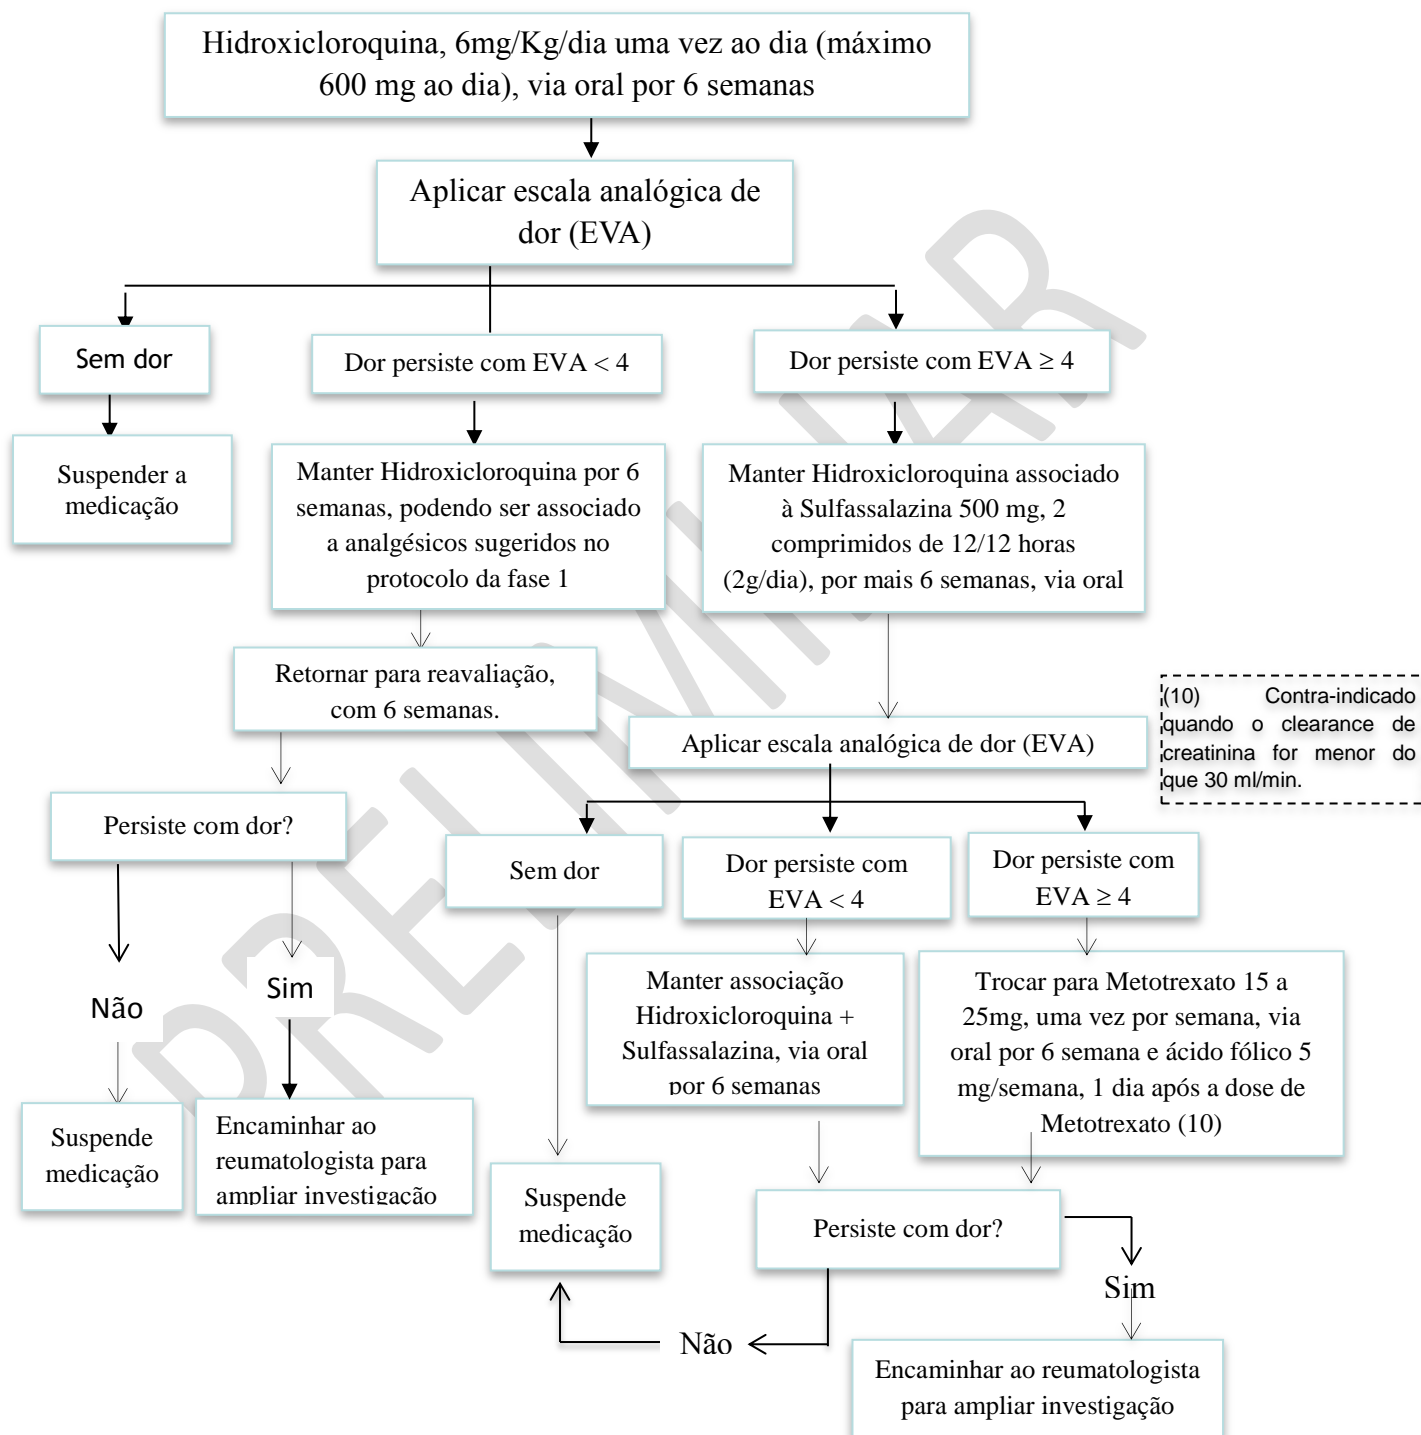 Hidroxicloroquina, 6mg/Kg/dia uma vez ao dia (máximo
600 mg ao dia), via oral por 6 semanas
Aplicar escala analógica de
dor (EVA)
Sem dor
Dor persiste com EVA < 4
Dor persiste com EVA ≥ 4
Suspender a
medicação
Manter Hidroxicloroquina por 6
semanas, podendo ser associado
a analgésicos sugeridos no
protocolo da fase 1
Manter Hidroxicloroquina associado
à Sulfassalazina 500 mg, 2
comprimidos de 12/12 horas
(2g/dia), por mais 6 semanas, via oral
Retornar para reavaliação,
com 6 semanas.
Aplicar escala analógica de dor (EVA)
(10) Contra-indicado
quando o clearance de
creatinina for menor do
que 30 ml/min.
Persiste com dor?
Sem dor
Dor persiste com
EVA < 4
Dor persiste com
EVA ≥ 4
Não
Sim
Manter associação
Hidroxicloroquina +
Sulfassalazina, via oral
por 6 semanas
Trocar para Metotrexato 15 a
25mg, uma vez por semana, via
oral por 6 semana e ácido fólico 5
mg/semana, 1 dia após a dose de
Metotrexato (10)
Suspende
medicação
Encaminhar ao
reumatologista para
ampliar investigação
Suspende
medicação
Persiste com dor?
Sim
Não
Encaminhar ao reumatologista
para ampliar investigação
PRELIMINAR